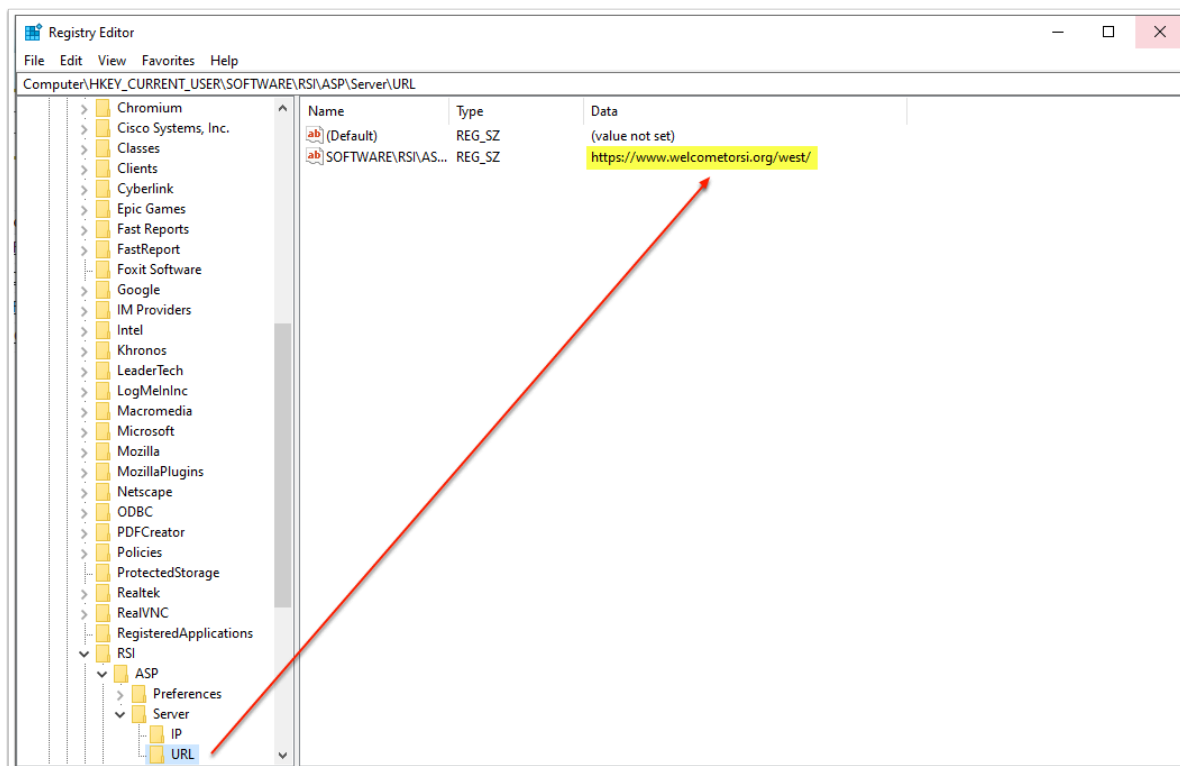 Registry Editor
File Edit View Favorites Help
Computer\HKEY_CURRENT_USER\SOFTWARE\RSI\ASP\Server\URL
Chromium
Cisco Systems, Inc.
Classes
Clients
Cyberlink
Epic Games
Fast Reports
FastReport
Foxit Software
Google
IM Providers
Intel
Khronos
LeaderTech
LogMeInInc
Macromedia
Microsoft
Mozilla
MozillaPlugins
Netscape
ODBC
PDFCreator
Policies
ProtectedStorage
Realtek
RealVNC
RegisteredApplications
RSI
ASP
Preferences
Server
IP
URL
Name Type Data
ab (Default) REG_SZ (value not set)
ab SOFTWARE\RSI\AS... REG_SZ https://www.welcometorsi.org/west/